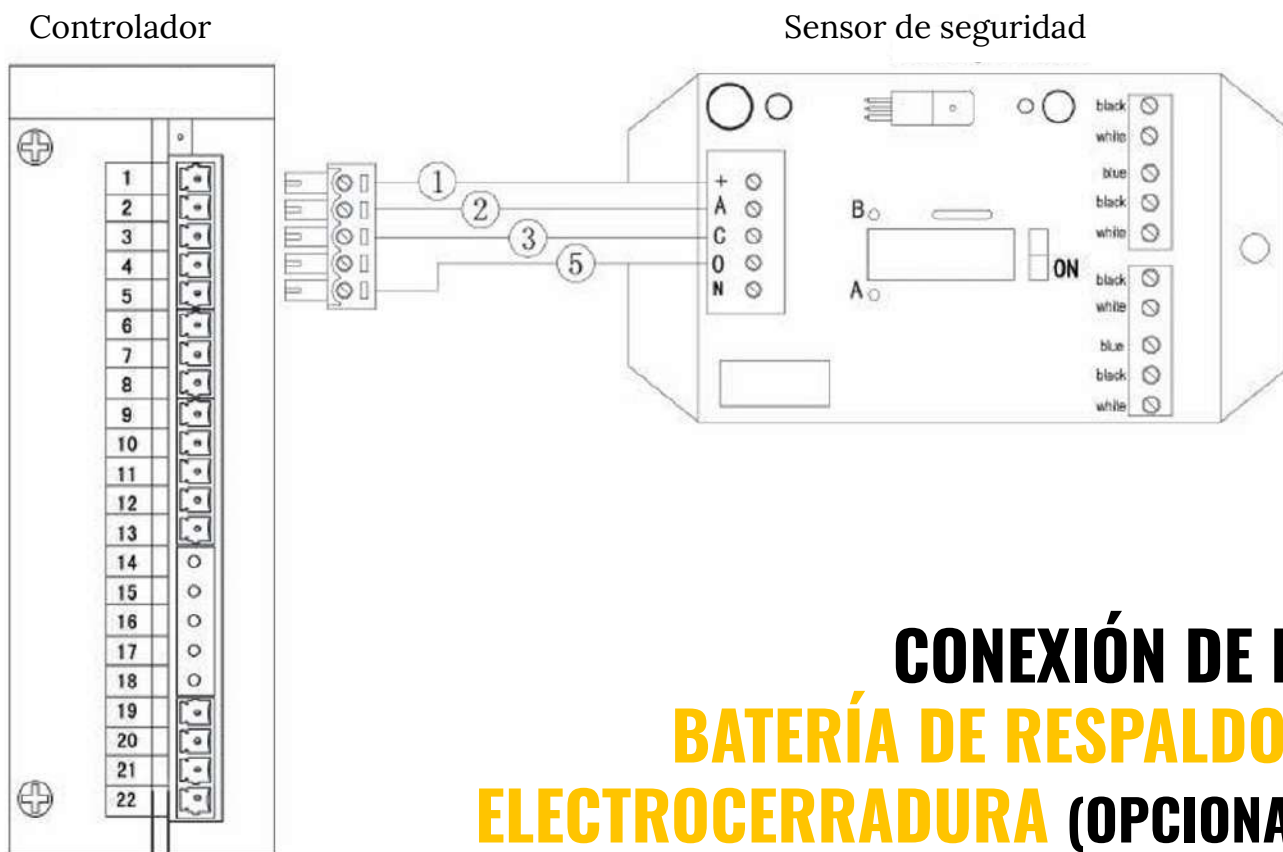 Controlador
Sensor de seguridad
1
2
3
4
5
6
7
8
9
10
11
12
13
14
15
16
17
18
19
20
21
22
1
2
3
5
+
A
C
O
N
B
A
ON
black
white
blue
black
white
black
white
blue
black
white
CONEXIÓN DE
BATERÍA DE RESPALDO
ELECTROCERRADURA (OPCIONA